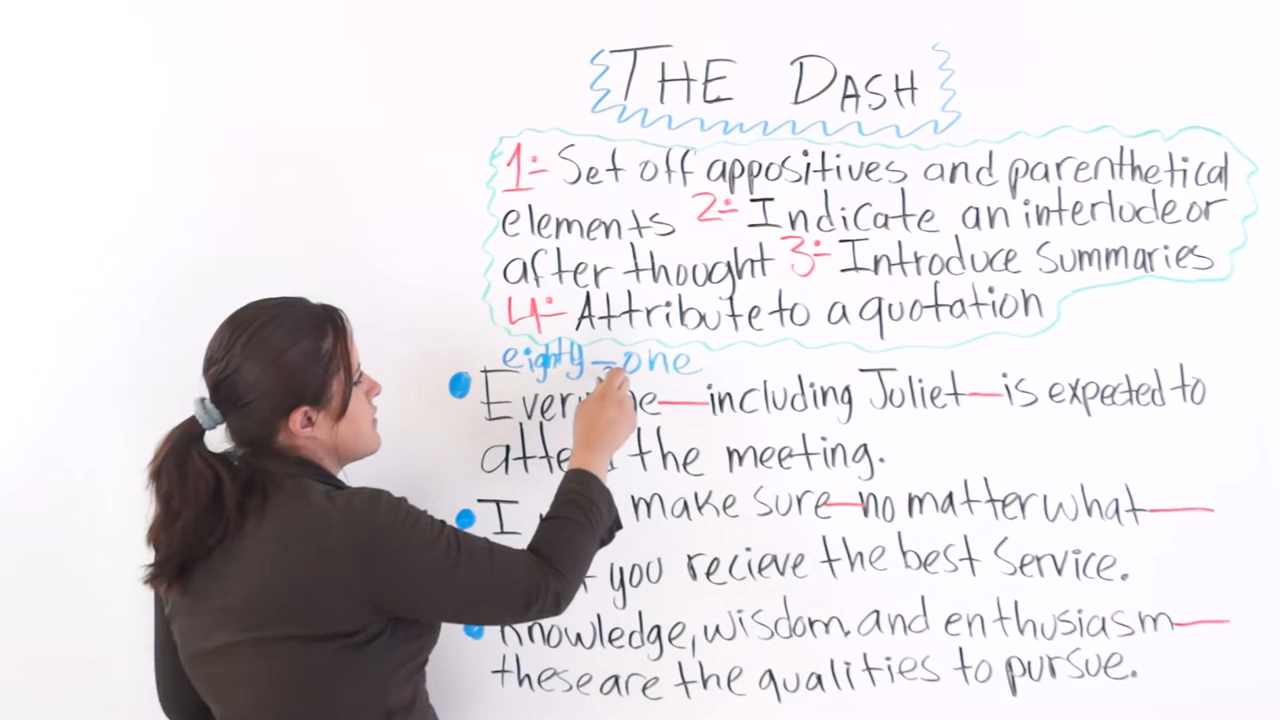 THE DASH
1:- Set off appositives and parenthetical
elements 2:- Indicate an interlude or
after thought 3:- Introduce Summaries
4:- Attribute to a quotation
eighty-one
—including Juliet—is expected to
the meeting.
I make sure—no matter what—
you recieve the best Service.
Knowledge, wisdom, and enthusiasm—
these are the qualities to pursue.